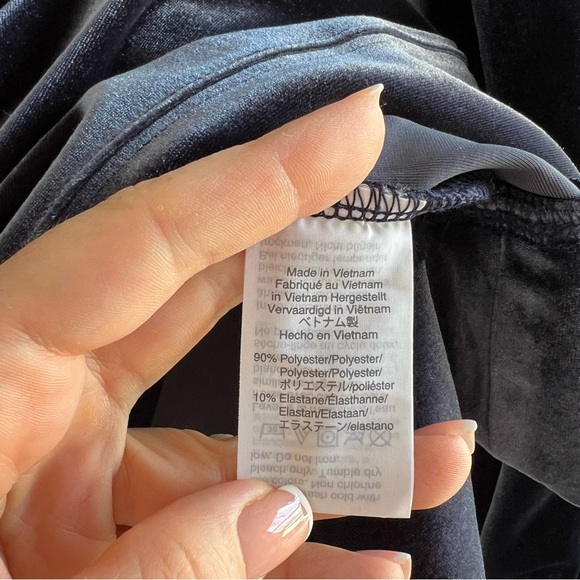 Made in Vietnam
Fabriqué au Vietnam
in Vietnam Hergestellt
Vervaardigd in Viëtnam
ベトナム製
Hecho en Vietnam
90% Polyester/Polyester/
Polyester/Polyester/
ポリエステル/poliéster
10% Elastane/Élasthanne/
Elastan/Elastaan/
エラステーン/elastano